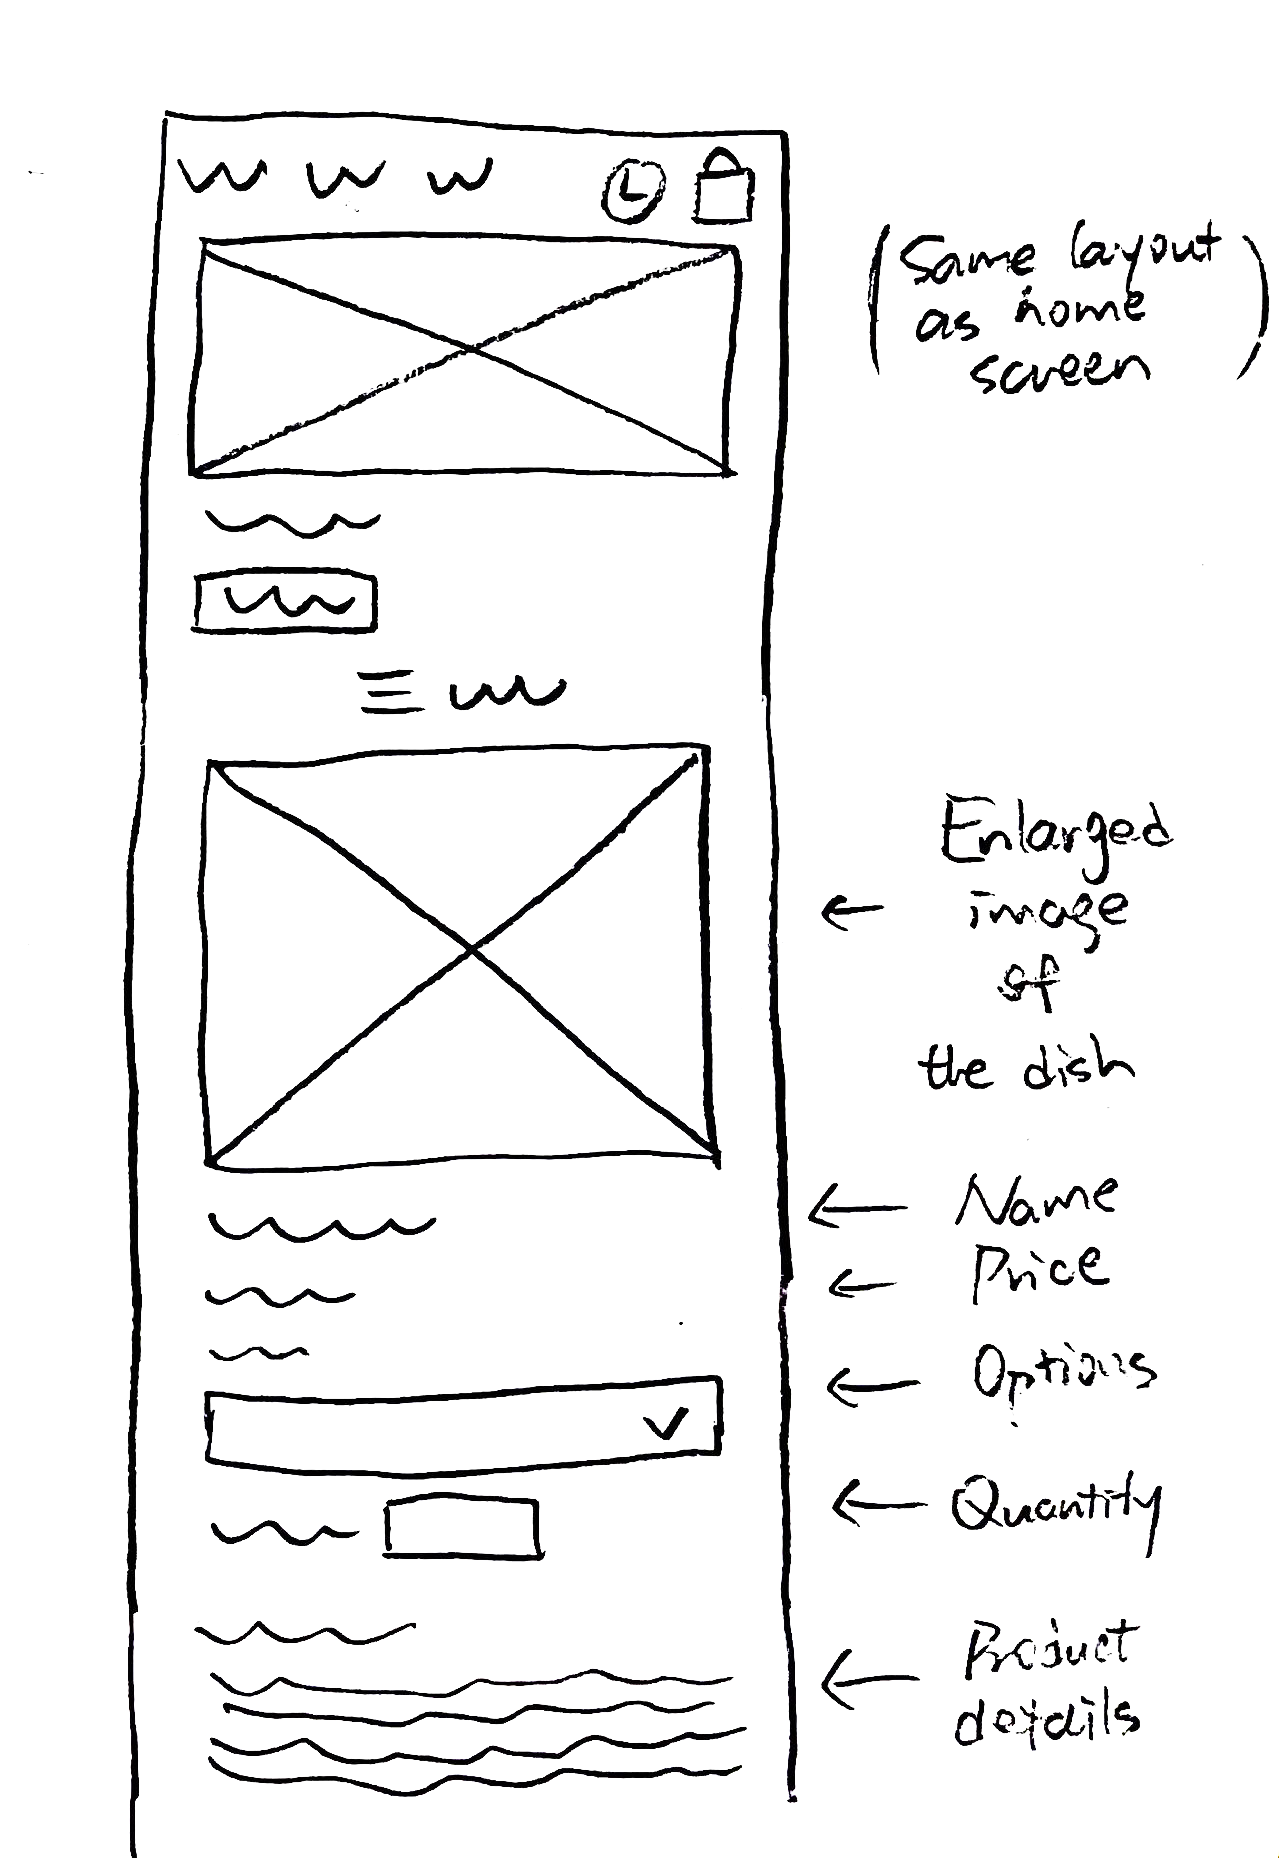 (Same layout
as home
screen)
Enlarged
image
of
the dish
Name
Price
Options
Quantity
Product
details